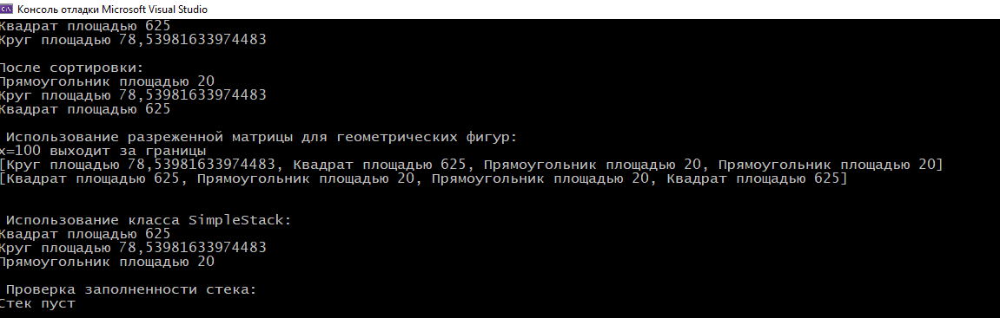 Консоль отладки Microsoft Visual Studio
Квадрат площадью 625
Круг площадью 78,53981633974483
После сортировки:
Прямоугольник площадью 20
Круг площадью 78,53981633974483
Квадрат площадью 625
Использование разреженной матрицы для геометрических фигур:
x=100 выходит за границы
[Круг площадью 78,53981633974483, Квадрат площадью 625, Прямоугольник площадью 20, Прямоугольник площадью 20]
[Квадрат площадью 625, Прямоугольник площадью 20, Прямоугольник площадью 20, Квадрат площадью 625]
Использование класса SimpleStack:
Квадрат площадью 625
Круг площадью 78,53981633974483
Прямоугольник площадью 20
Проверка заполненности стека:
Стек пуст